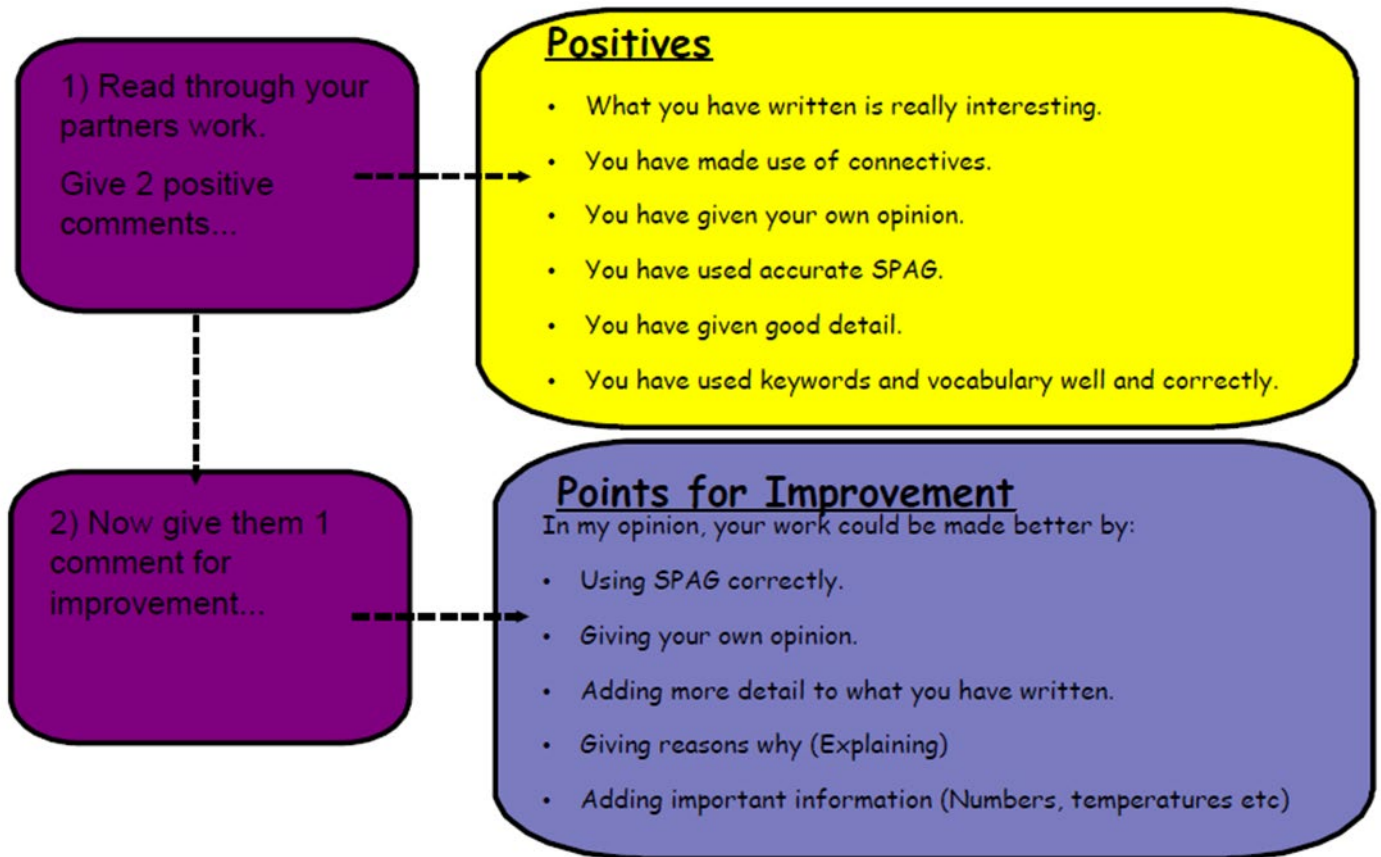 1) Read through your
partners work.
Give 2 positive
comments...
Positives
• What you have written is really interesting.
• You have made use of connectives.
• You have given your own opinion.
• You have used accurate SPAG.
• You have given good detail.
• You have used keywords and vocabulary well and correctly.
2) Now give them 1
comment for
improvement...
Points for Improvement
In my opinion, your work could be made better by:
• Using SPAG correctly.
• Giving your own opinion.
• Adding more detail to what you have written.
• Giving reasons why (Explaining)
• Adding important information (Numbers, temperatures etc)